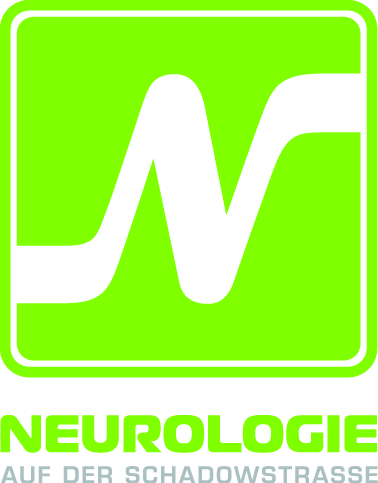 N
NEUROLOGIE
AUF DER SCHADOWSTRASSE